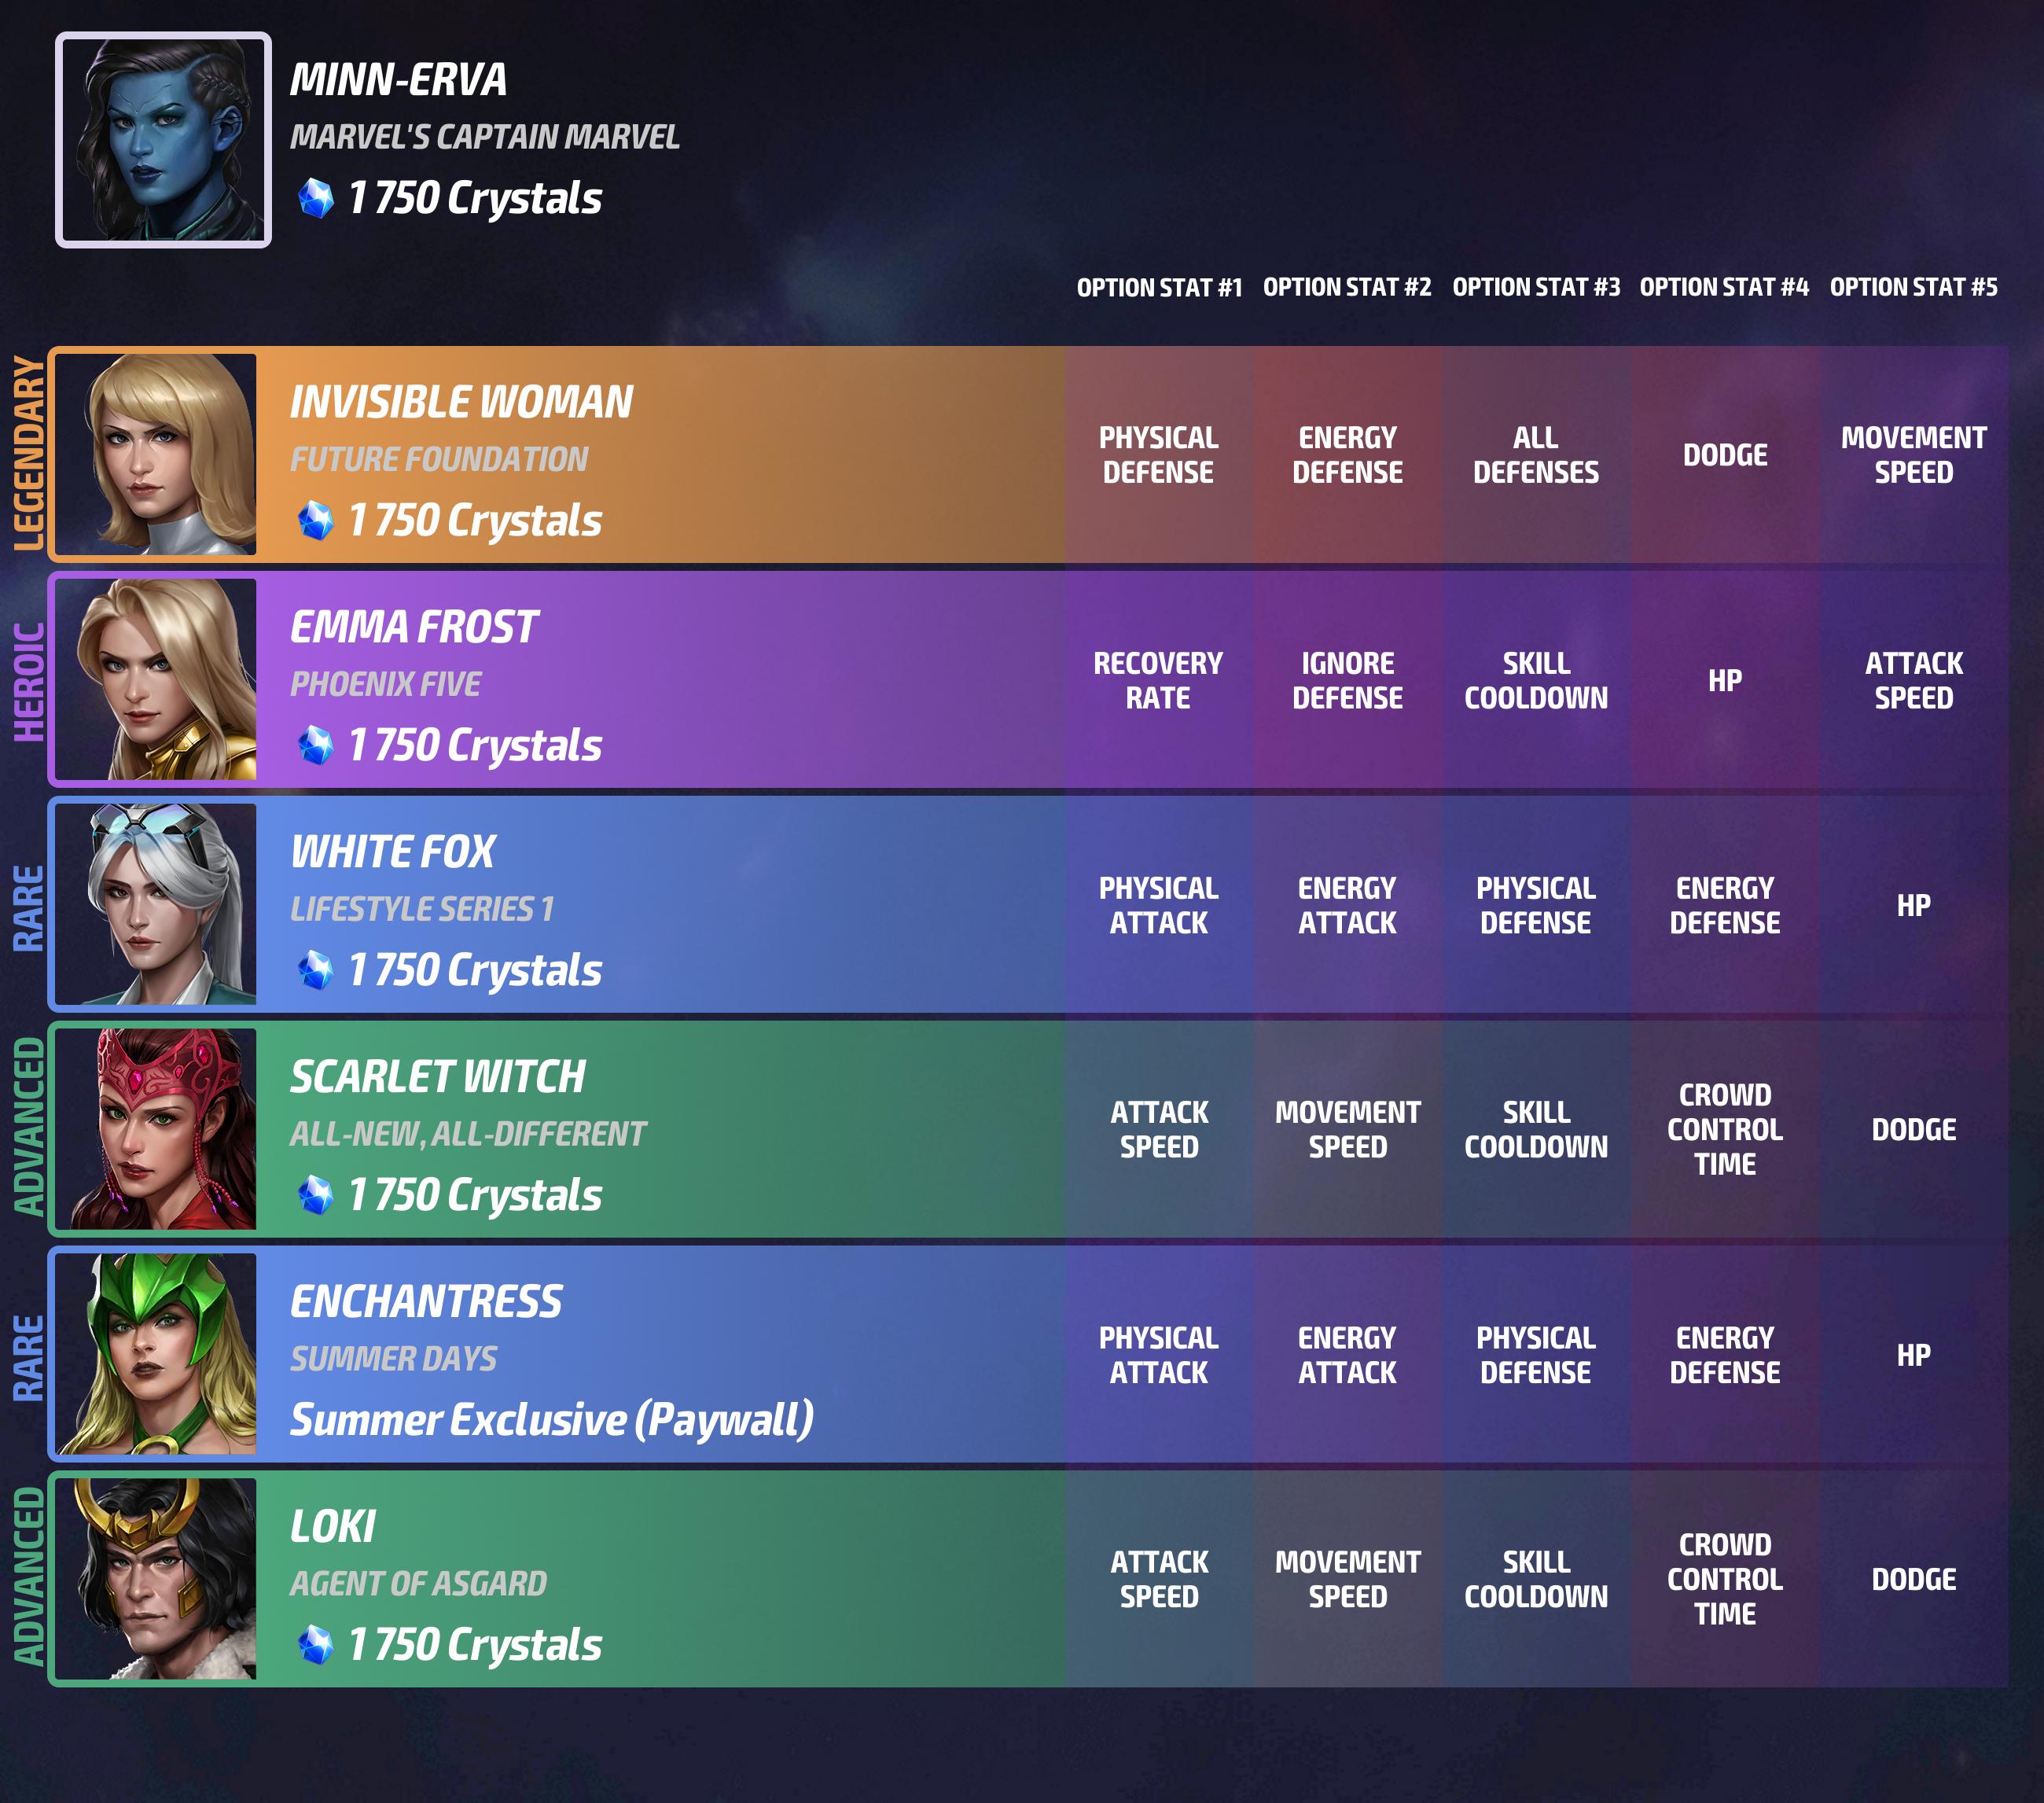 MINN-ERVA
MARVEL'S CAPTAIN MARVEL
1 750 Crystals
OPTION STAT #1 OPTION STAT #2 OPTION STAT #3 OPTION STAT #4 OPTION STAT #5
LEGENDARY
INVISIBLE WOMAN
FUTURE FOUNDATION
1 750 Crystals
PHYSICAL
DEFENSE
ENERGY
DEFENSE
ALL
DEFENSES
DODGE
MOVEMENT
SPEED
HEROIC
EMMA FROST
PHOENIX FIVE
1 750 Crystals
RECOVERY
RATE
IGNORE
DEFENSE
SKILL
COOLDOWN
HP
ATTACK
SPEED
RARE
WHITE FOX
LIFESTYLE SERIES 1
1 750 Crystals
PHYSICAL
ATTACK
ENERGY
ATTACK
PHYSICAL
DEFENSE
ENERGY
DEFENSE
HP
ADVANCED
SCARLET WITCH
ALL-NEW, ALL-DIFFERENT
1 750 Crystals
ATTACK
SPEED
MOVEMENT
SPEED
SKILL
COOLDOWN
CROWD
CONTROL
TIME
DODGE
RARE
ENCHANTRESS
SUMMER DAYS
Summer Exclusive (Paywall)
PHYSICAL
ATTACK
ENERGY
ATTACK
PHYSICAL
DEFENSE
ENERGY
DEFENSE
HP
ADVANCED
LOKI
AGENT OF ASGARD
1 750 Crystals
ATTACK
SPEED
MOVEMENT
SPEED
SKILL
COOLDOWN
CROWD
CONTROL
TIME
DODGE